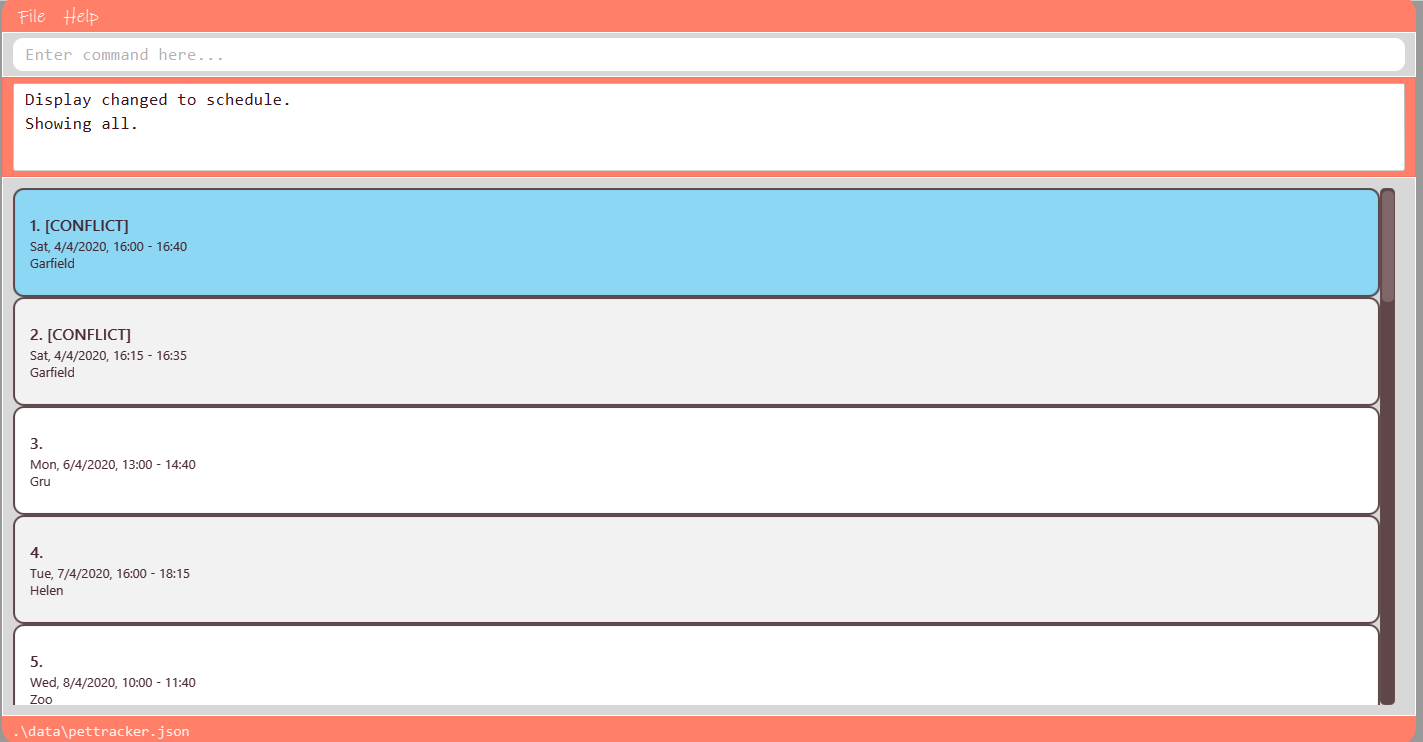 File Help
Enter command here...
Display changed to schedule.
Showing all.
1. [CONFLICT]
Sat, 4/4/2020, 16:00 - 16:40
Garfield
2. [CONFLICT]
Sat, 4/4/2020, 16:15 - 16:35
Garfield
3.
Mon, 6/4/2020, 13:00 - 14:40
Gru
4.
Tue, 7/4/2020, 16:00 - 18:15
Helen
5.
Wed, 8/4/2020, 10:00 - 11:40
Zoo
.\data\pettracker.json